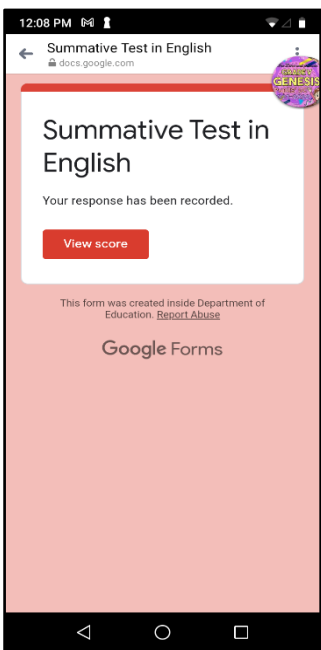 12:08 PM
Summative Test in English
docs.google.com
GENESIS
Summative Test in
English
Your response has been recorded.
View score
This form was created inside Department of
Education. Report Abuse
Google Forms